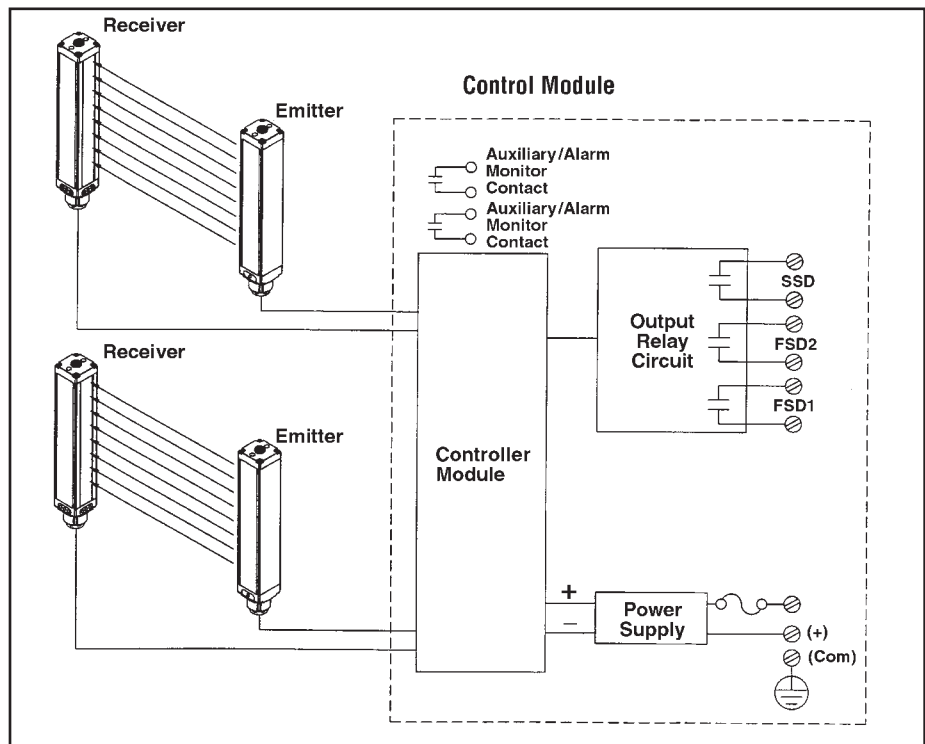 Receiver
Emitter
Control Module
Auxiliary/Alarm
Monitor
Contact
Auxiliary/Alarm
Monitor
Contact
Output
Relay
Circuit
SSD
FSD2
FSD1
Receiver
Emitter
Controller
Module
+
–
Power
Supply
(+)
(Com)